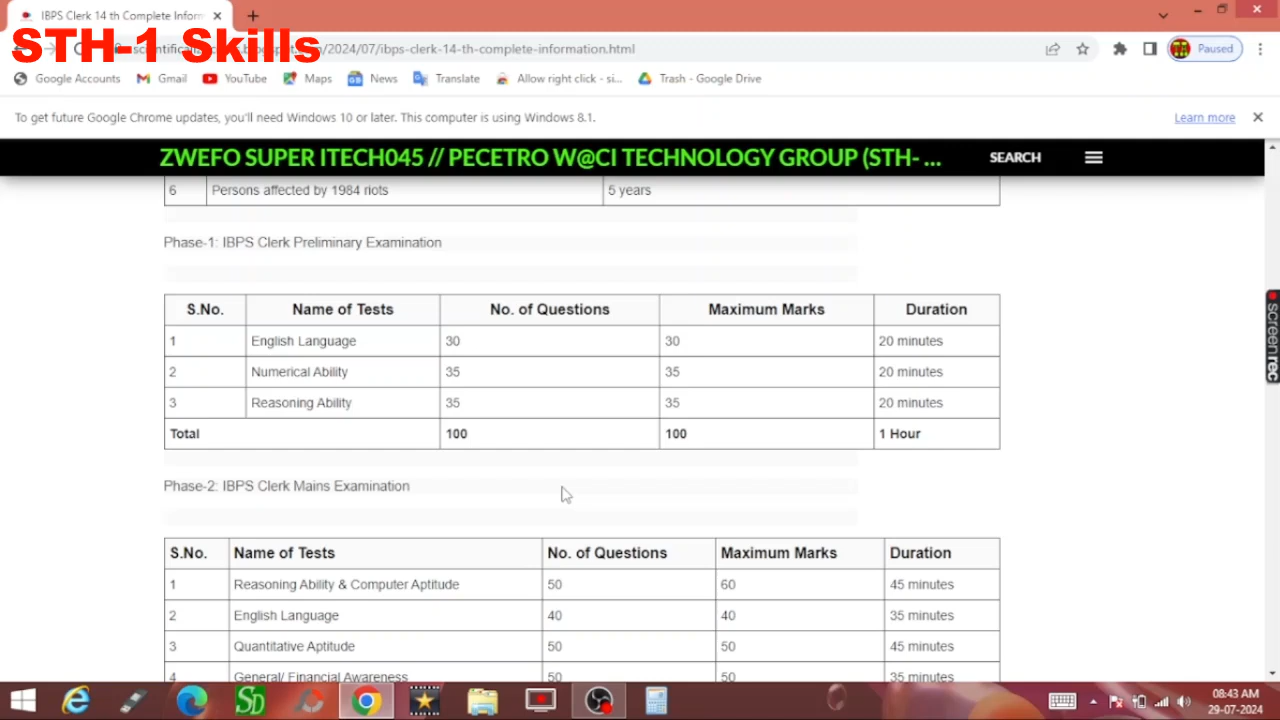 IBPS Clerk 14 th Complete Inform
STH-1 Skills
/2024/07/ibps-clerk-14-th-complete-information.html
Paused
Google Accounts Gmail YouTube Maps News Translate Allow right click - si... Trash - Google Drive
To get future Google Chrome updates, you'll need Windows 10 or later. This computer is using Windows 8.1. Learn more
ZWEFO SUPER ITECH045 // PECETRO W@CI TECHNOLOGY GROUP (STH- ... SEARCH
6 Persons affected by 1984 riots 5 years
Phase-1: IBPS Clerk Preliminary Examination
S.No. Name of Tests No. of Questions Maximum Marks Duration
1 English Language 30 30 20 minutes
2 Numerical Ability 35 35 20 minutes
3 Reasoning Ability 35 35 20 minutes
Total 100 100 1 Hour
Phase-2: IBPS Clerk Mains Examination
S.No. Name of Tests No. of Questions Maximum Marks Duration
1 Reasoning Ability & Computer Aptitude 50 60 45 minutes
2 English Language 40 40 35 minutes
3 Quantitative Aptitude 50 50 45 minutes
4 General/ Financial Awareness 50 50 35 minutes
screenrec
08:43 AM
29-07-2024